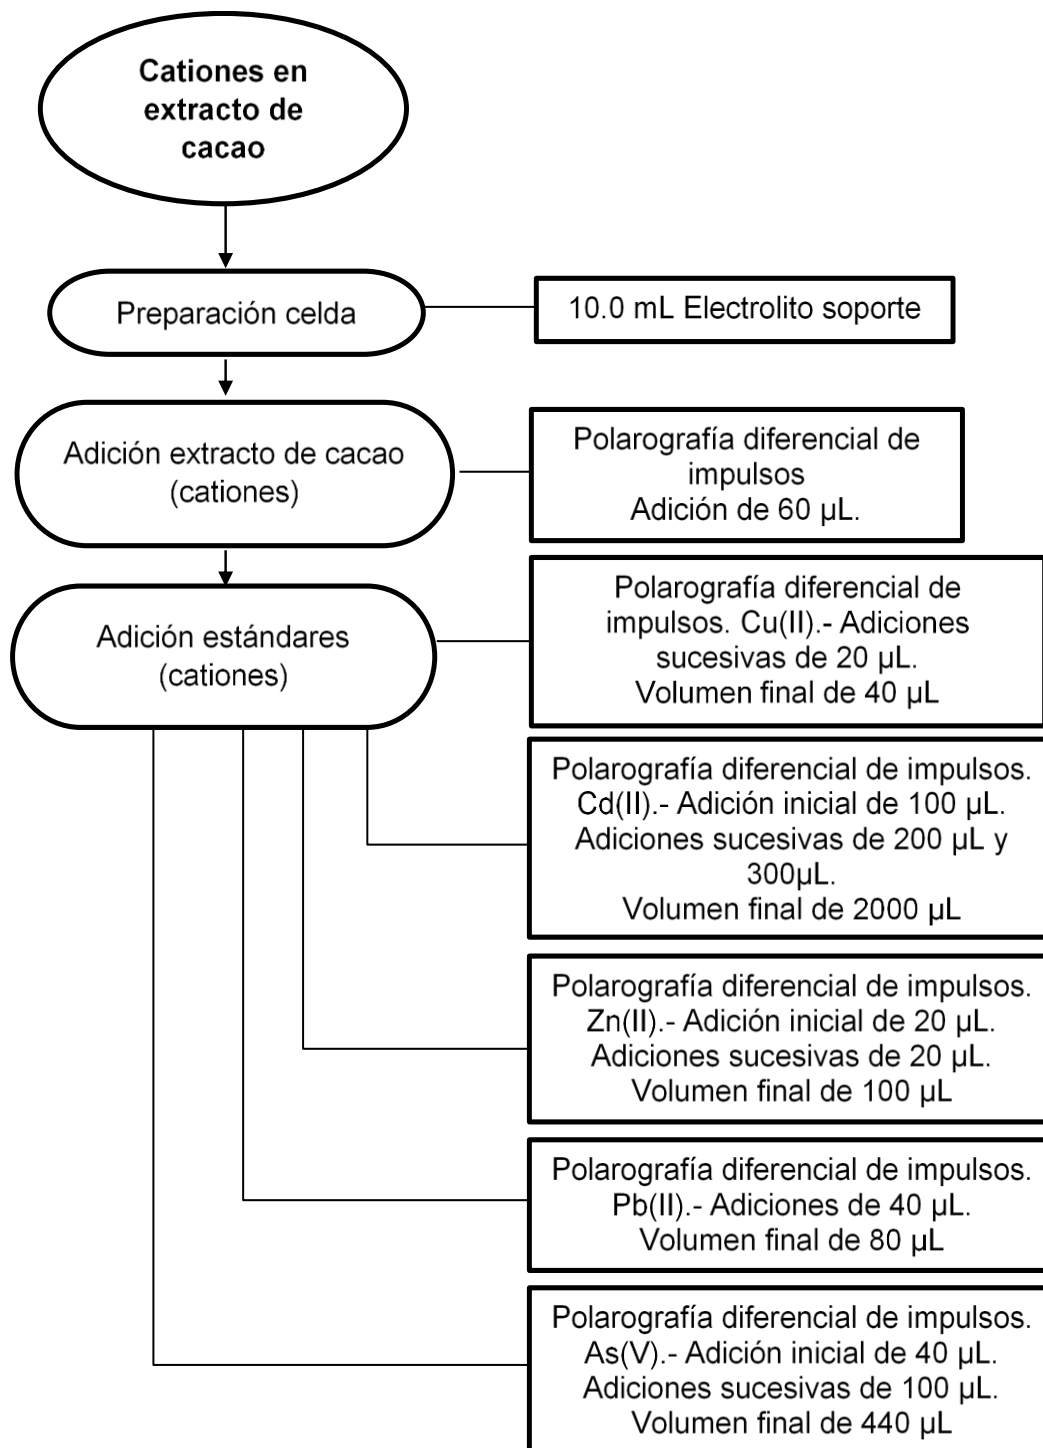 Cationes en
extracto de
cacao
Preparación celda
10.0 mL Electrolito soporte
Adición extracto de cacao
(cationes)
Polarografía diferencial de
impulsos
Adición de 60 µL.
Adición estándares
(cationes)
Polarografía diferencial de
impulsos. Cu(II).- Adiciones
sucesivas de 20 µL.
Volumen final de 40 µL
Polarografía diferencial de impulsos.
Cd(II).- Adición inicial de 100 µL.
Adiciones sucesivas de 200 µL y
300µL.
Volumen final de 2000 µL
Polarografía diferencial de impulsos.
Zn(II).- Adición inicial de 20 µL.
Adiciones sucesivas de 20 µL.
Volumen final de 100 µL
Polarografía diferencial de impulsos.
Pb(II).- Adiciones de 40 µL.
Volumen final de 80 µL
Polarografía diferencial de impulsos.
As(V).- Adición inicial de 40 µL.
Adiciones sucesivas de 100 µL.
Volumen final de 440 µL